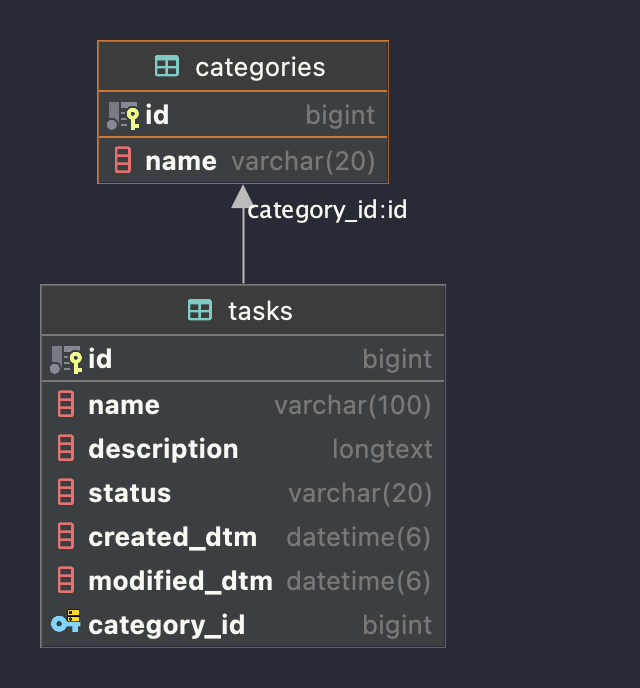 categories
id bigint
name varchar(20)
category_id:id
tasks
id bigint
name varchar(100)
description longtext
status varchar(20)
created_dtm datetime(6)
modified_dtm datetime(6)
category_id bigint